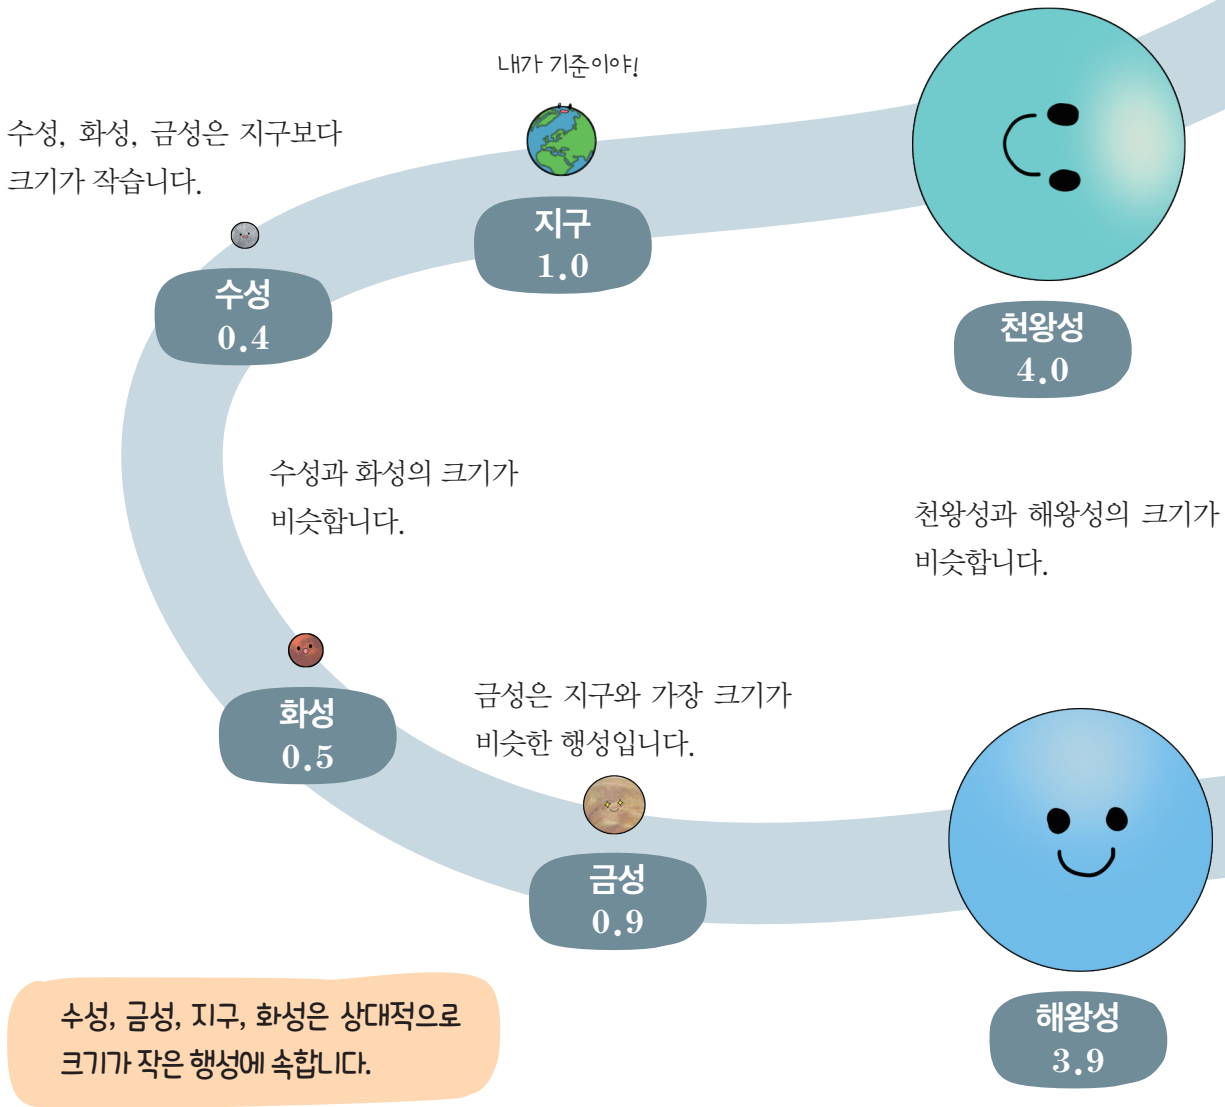 내가 기준이야!
수성, 화성, 금성은 지구보다
크기가 작습니다.
지구
1.0
수성
0.4
천왕성
4.0
수성과 화성의 크기가
비슷합니다.
천왕성과 해왕성의 크기가
비슷합니다.
화성
0.5
금성은 지구와 가장 크기가
비슷한 행성입니다.
금성
0.9
해왕성
3.9
수성, 금성, 지구, 화성은 상대적으로
크기가 작은 행성에 속합니다.